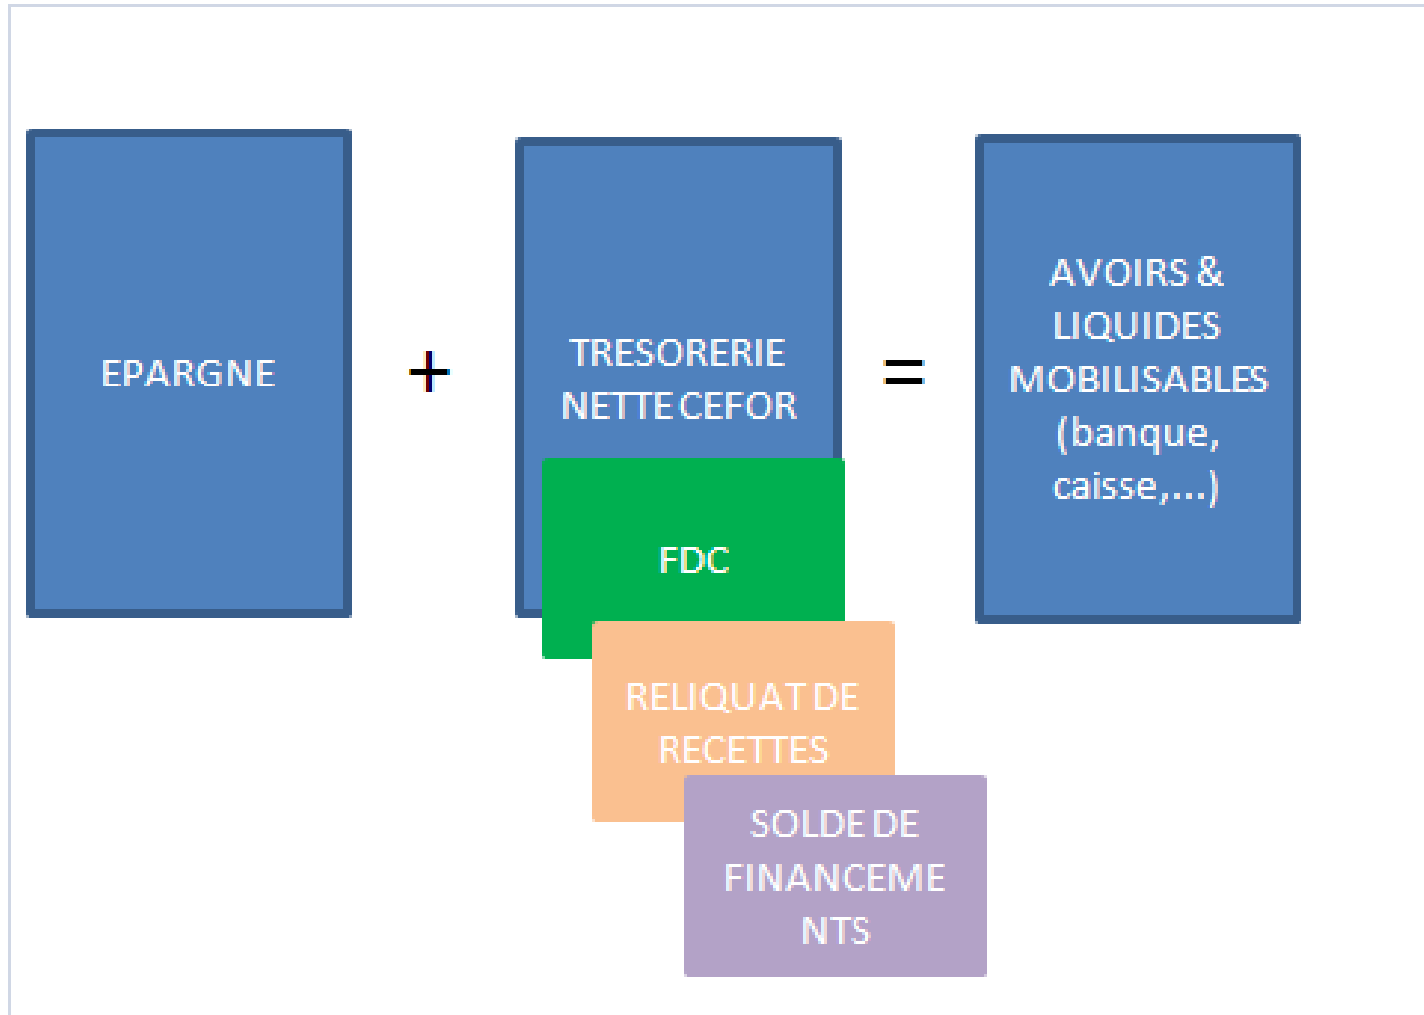 EPARGNE
+
TRESORERIE
NETTE CEFOR
=
AVOIRS &
LIQUIDES
MOBILISABLES
(banque,
caisse,...)
FDC
RELIQUAT DE
RECETTES
SOLDE DE
FINANCEME
NTS